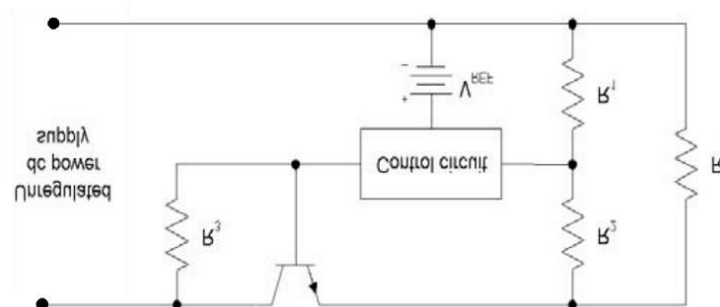 Unregulated
dc power
supply
R3
R2
Control circuit
R
+
VREF
−
R1